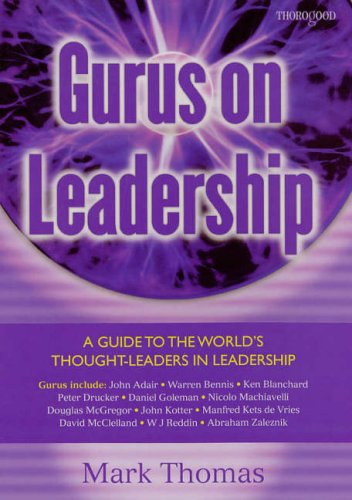 THOROGOOD
Gurus on
Leadership
A GUIDE TO THE WORLD'S
THOUGHT-LEADERS IN LEADERSHIP
Gurus include: John Adair • Warren Bennis • Ken Blanchard
Peter Drucker • Daniel Goleman • Nicolo Machiavelli
Douglas McGregor • John Kotter • Manfred Kets de Vries
David McClelland • W J Reddin • Abraham Zaleznik
Mark Thomas